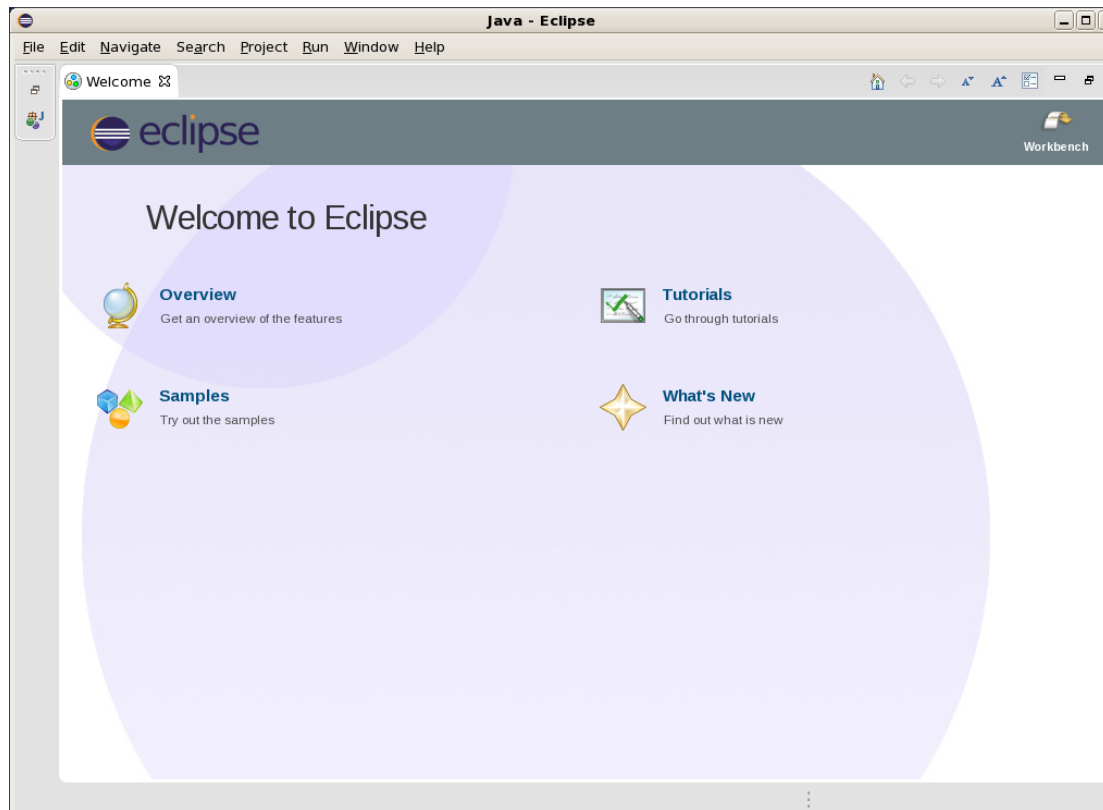 Java - Eclipse
File Edit Navigate Search Project Run Window Help
Welcome
eclipse
Workbench
Welcome to Eclipse
Overview
Get an overview of the features
Tutorials
Go through tutorials
Samples
Try out the samples
What's New
Find out what is new